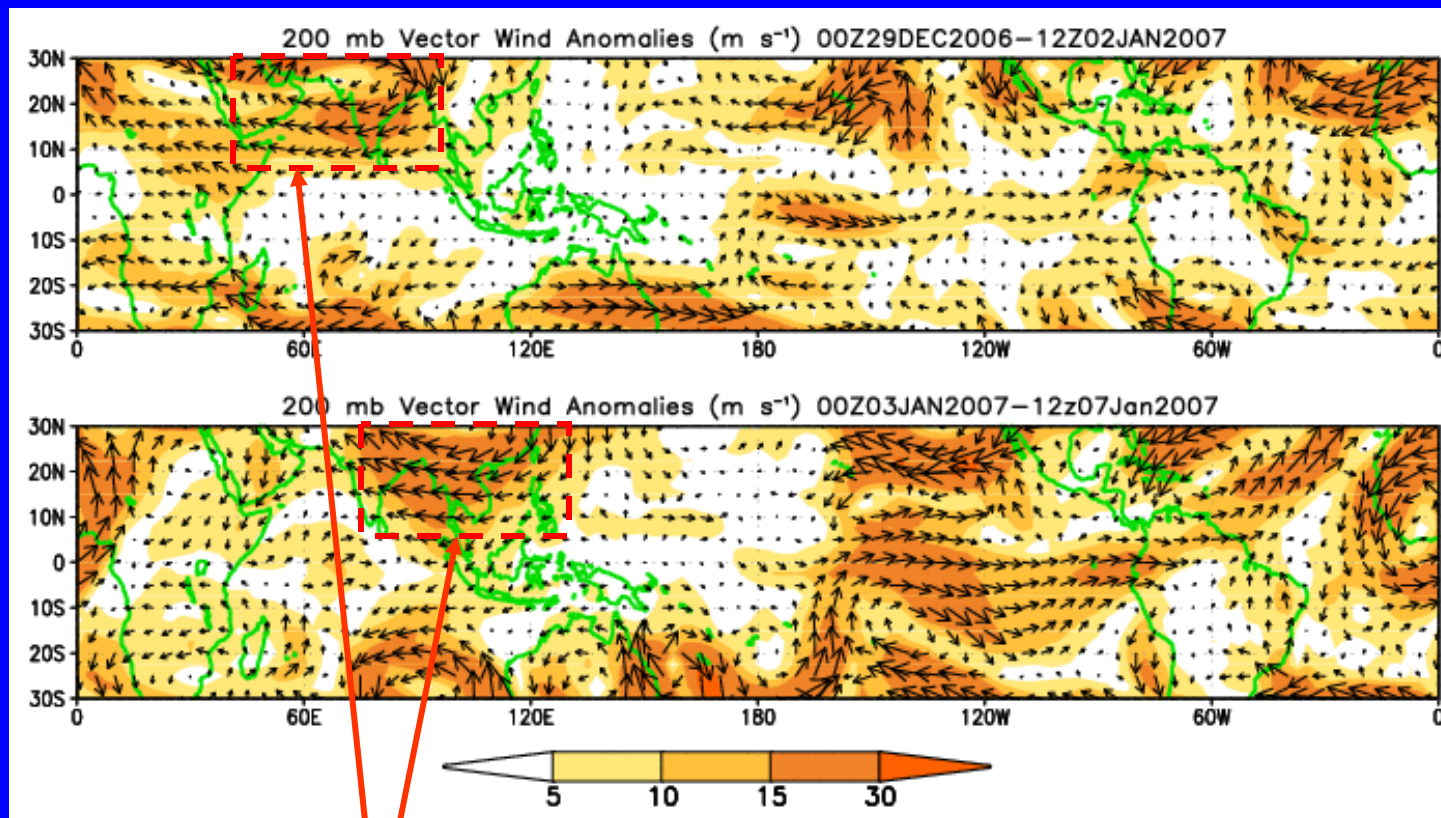 200 mb Vector Wind Anomalies (m s⁻¹) 00Z29DEC2006-12Z02JAN2007
30N
20N
10N
0
10S
20S
30S
0 60E 120E 180 120W 60W 0
200 mb Vector Wind Anomalies (m s⁻¹) 00Z03JAN2007-12z07Jan2007
30N
20N
10N
0
10S
20S
30S
0 60E 120E 180 120W 60W 0
5 10 15 30